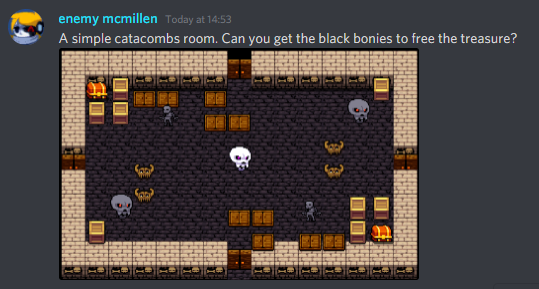 enemy mcmillen Today at 14:53
A simple catacombs room. Can you get the black bonies to free the treasure?